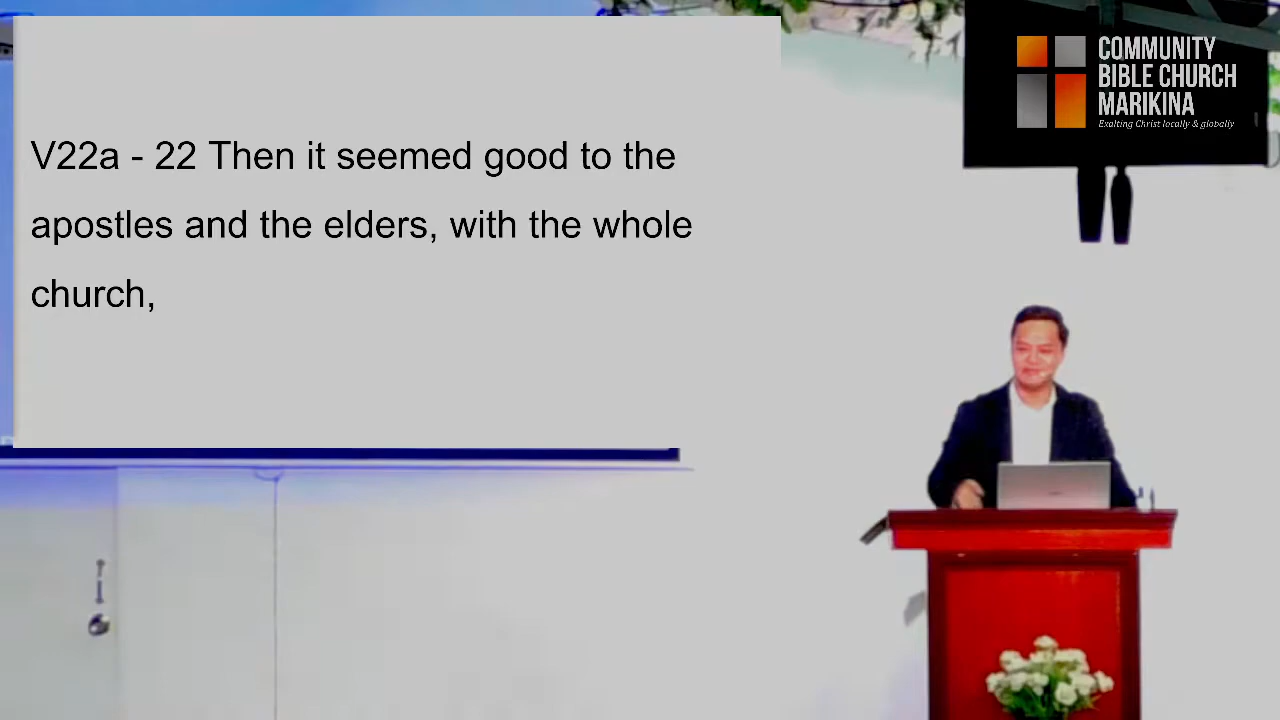 V22a - 22 Then it seemed good to the
apostles and the elders, with the whole
church,
COMMUNITY
BIBLE CHURCH
MARIKINA
Exalting Christ locally & globally